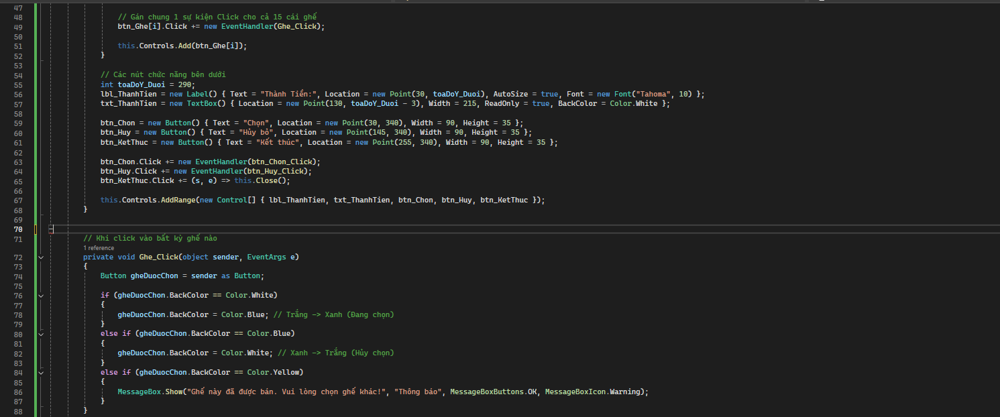 47
48 // Gán chung 1 sự kiện Click cho cả 15 cái ghế
49 btn_Ghe[i].Click += new EventHandler(Ghe_Click);
50
51 this.Controls.Add(btn_Ghe[i]);
52 }
53
54 // Các nút chức năng bên dưới
55 int toaDoY_Duoi = 290;
56 lbl_ThanhTien = new Label() { Text = "Thành Tiền:", Location = new Point(30, toaDoY_Duoi), AutoSize = true, Font = new Font("Tahoma", 10) };
57 txt_ThanhTien = new TextBox() { Location = new Point(130, toaDoY_Duoi - 3), Width = 215, ReadOnly = true, BackColor = Color.White };
58
59 btn_Chon = new Button() { Text = "Chọn", Location = new Point(30, 340), Width = 90, Height = 35 };
60 btn_Huy = new Button() { Text = "Hủy bỏ", Location = new Point(145, 340), Width = 90, Height = 35 };
61 btn_KetThuc = new Button() { Text = "Kết thúc", Location = new Point(255, 340), Width = 90, Height = 35 };
62
63 btn_Chon.Click += new EventHandler(btn_Chon_Click);
64 btn_Huy.Click += new EventHandler(btn_Huy_Click);
65 btn_KetThuc.Click += (s, e) => this.Close();
66
67 this.Controls.AddRange(new Control[] { lbl_ThanhTien, txt_ThanhTien, btn_Chon, btn_Huy, btn_KetThuc });
68 }
69
70 -
71 // Khi click vào bất kỳ ghế nào
1 reference
72 private void Ghe_Click(object sender, EventArgs e)
73 {
74 Button gheDuocChon = sender as Button;
75
76 if (gheDuocChon.BackColor == Color.White)
77 {
78 gheDuocChon.BackColor = Color.Blue; // Trắng -> Xanh (Đang chọn)
79 }
80 else if (gheDuocChon.BackColor == Color.Blue)
81 {
82 gheDuocChon.BackColor = Color.White; // Xanh -> Trắng (Hủy chọn)
83 }
84 else if (gheDuocChon.BackColor == Color.Yellow)
85 {
86 MessageBox.Show("Ghế này đã được bán. Vui lòng chọn ghế khác!", "Thông báo", MessageBoxButtons.OK, MessageBoxIcon.Warning);
87 }
88 }